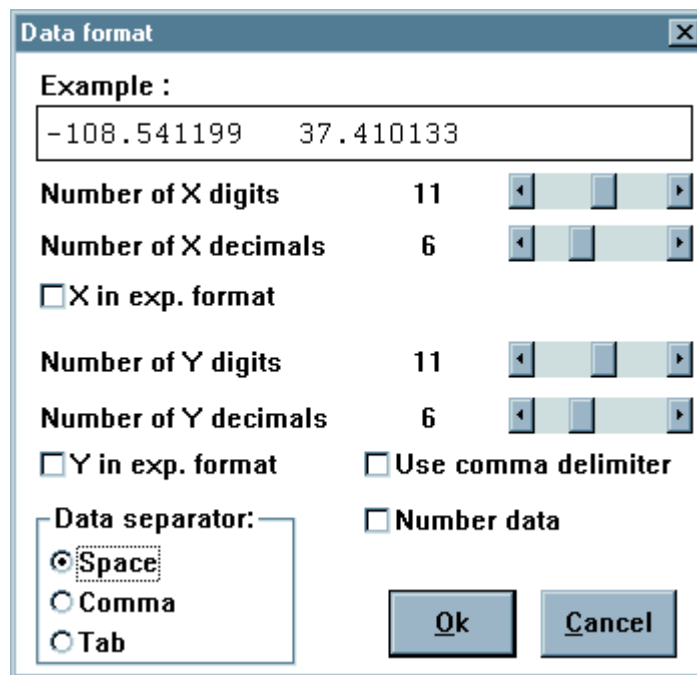 Data format
Example :
-108.541199   37.410133
Number of X digits 11
Number of X decimals 6
X in exp. format
Number of Y digits 11
Number of Y decimals 6
Y in exp. format Use comma delimiter
Data separator: Number data
Space
Comma
Tab
Ok Cancel